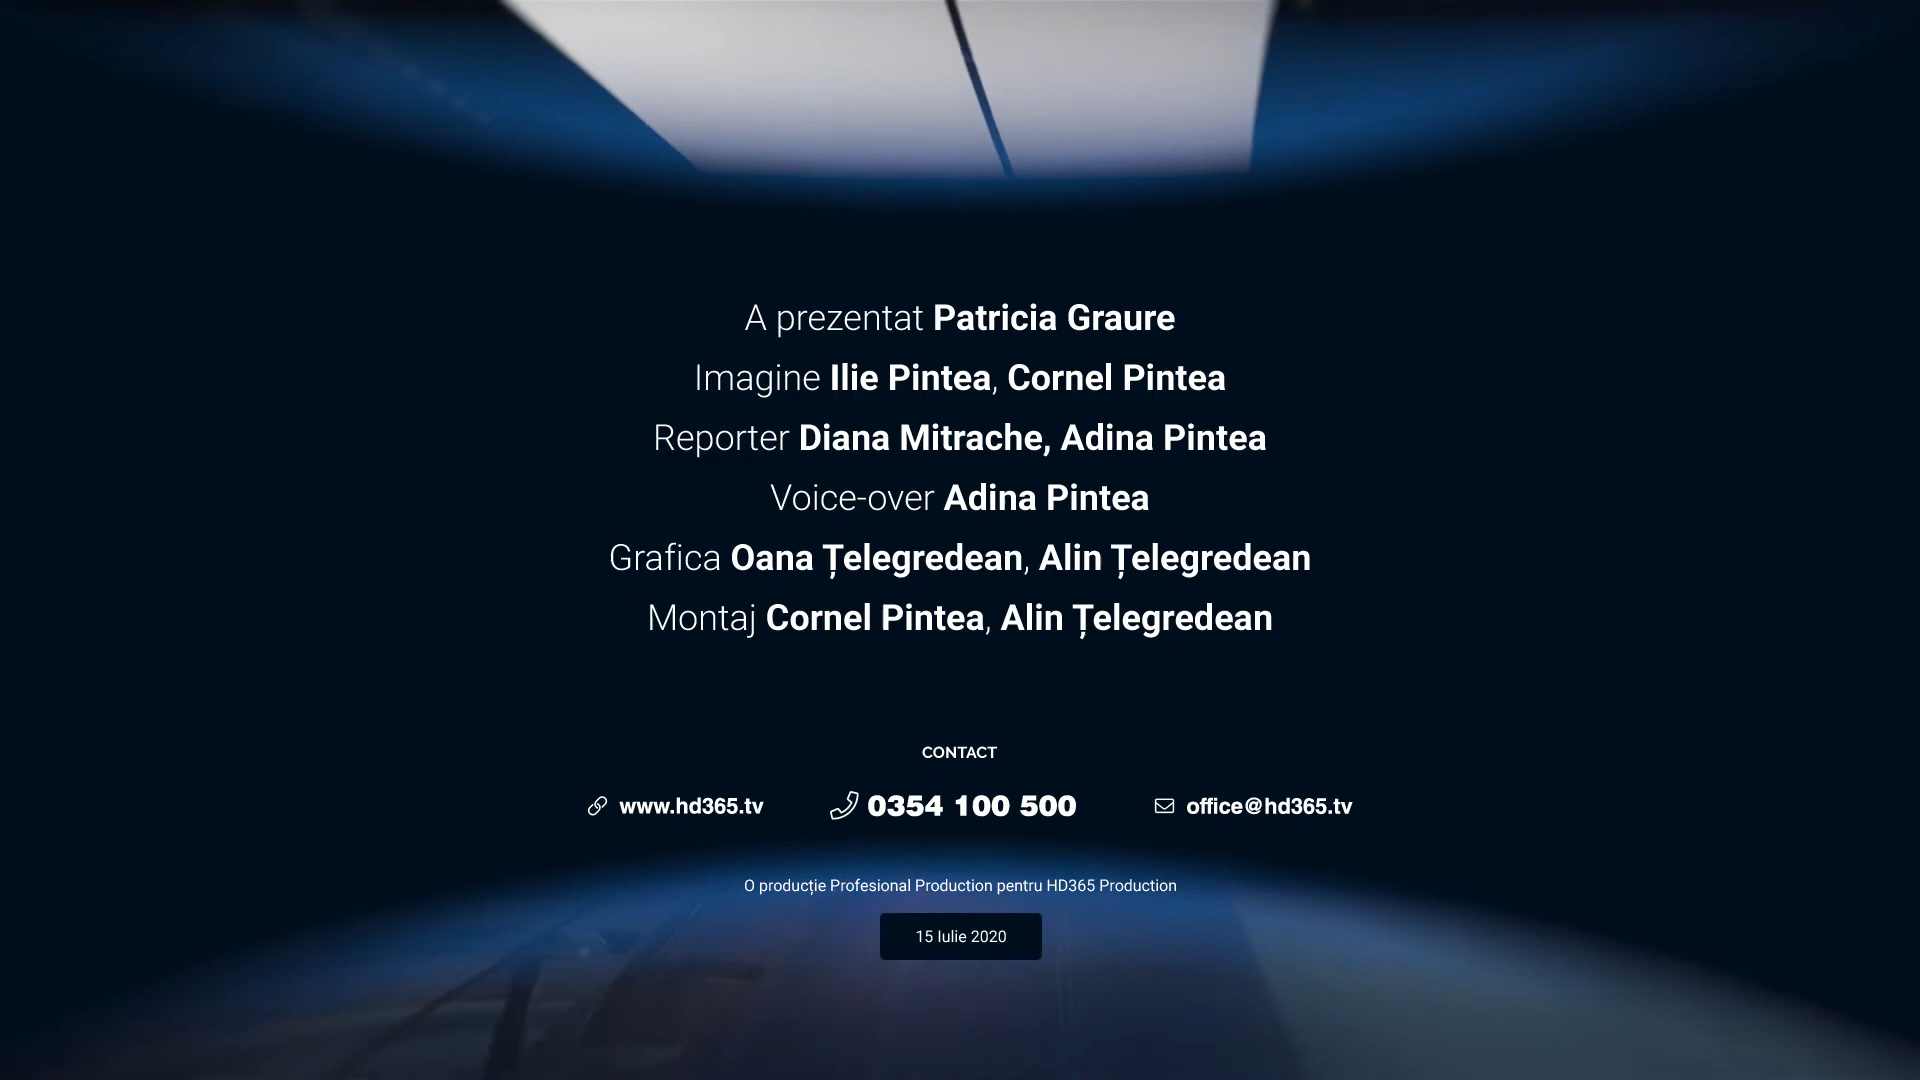 A prezentat Patricia Graure
Imagine Ilie Pintea, Cornel Pintea
Reporter Diana Mitrache, Adina Pintea
Voice-over Adina Pintea
Grafica Oana Țelegredean, Alin Țelegredean
Montaj Cornel Pintea, Alin Țelegredean
CONTACT
www.hd365.tv 0354 100 500 office@hd365.tv
O producție Profesional Production pentru HD365 Production
15 Iulie 2020